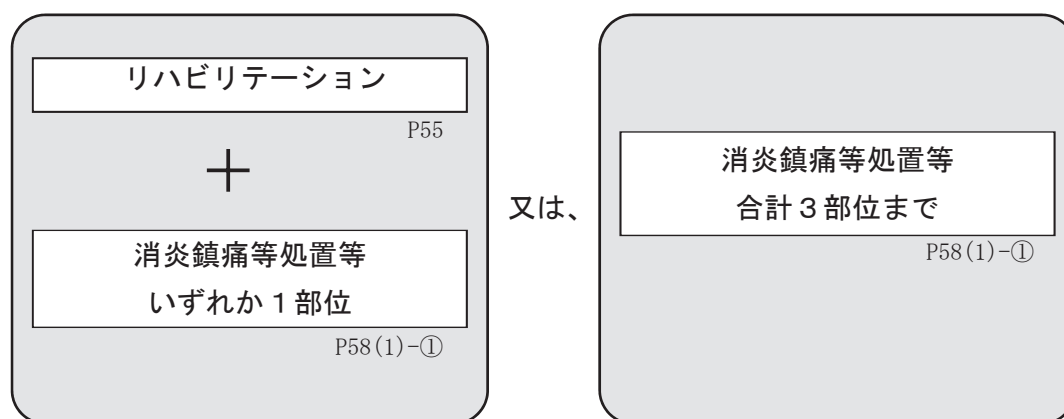 リハビリテーション
P55
＋
消炎鎮痛等処置等
いずれか１部位
P58(1)-①
又は、
消炎鎮痛等処置等
合計３部位まで
P58(1)-①